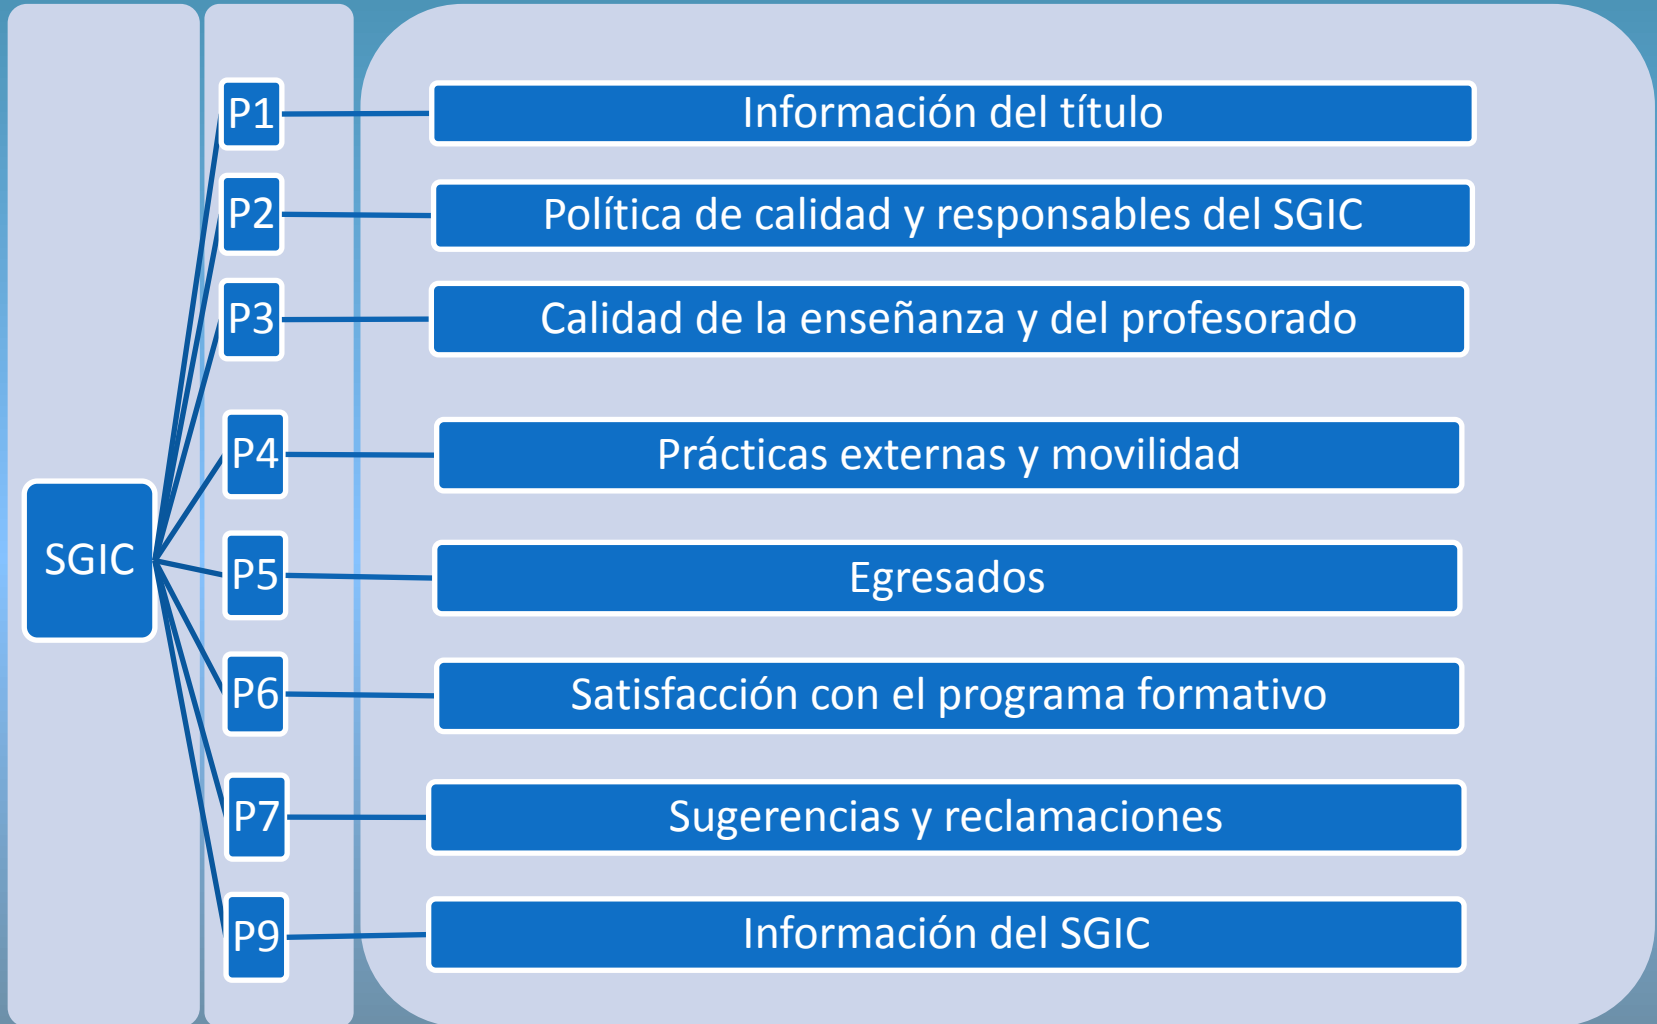 SGIC
P1
Información del título
P2
Política de calidad y responsables del SGIC
P3
Calidad de la enseñanza y del profesorado
P4
Prácticas externas y movilidad
P5
Egresados
P6
Satisfacción con el programa formativo
P7
Sugerencias y reclamaciones
P9
Información del SGIC